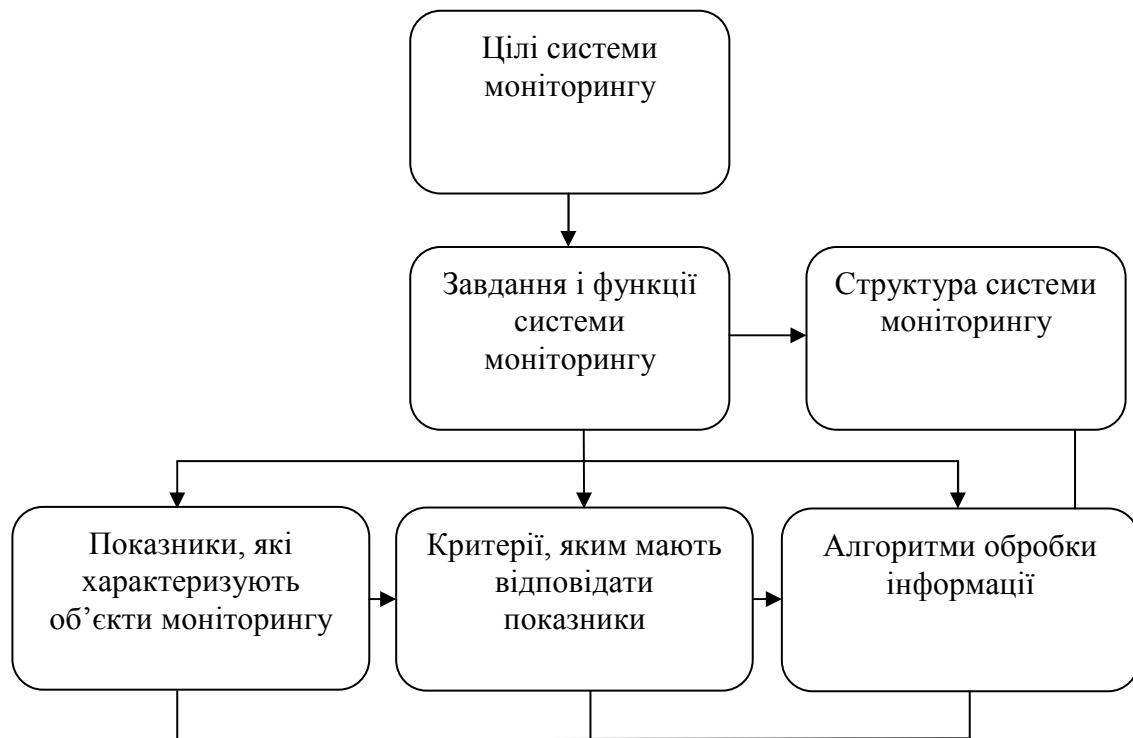 Цілі системи
моніторингу
Завдання і функції
системи
моніторингу
Структура системи
моніторингу
Показники, які
характеризують
об’єкти моніторингу
Критерії, яким мають
відповідати
показники
Алгоритми обробки
інформації